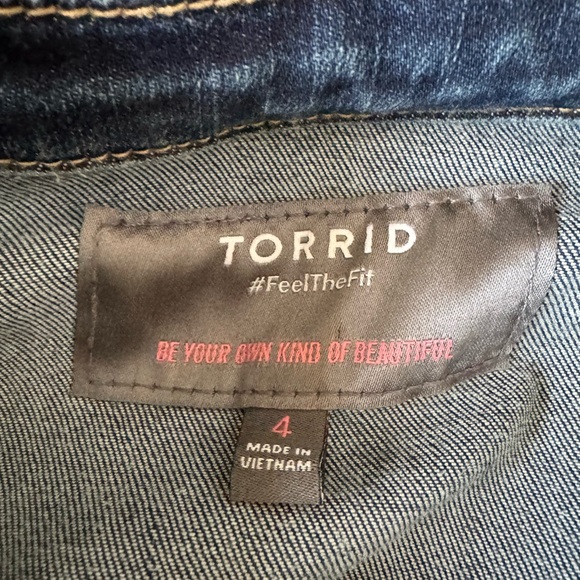 TORRID
#FeelTheFit
BE YOUR OWN KIND OF BEAUTIFUL
4
MADE IN
VIETNAM